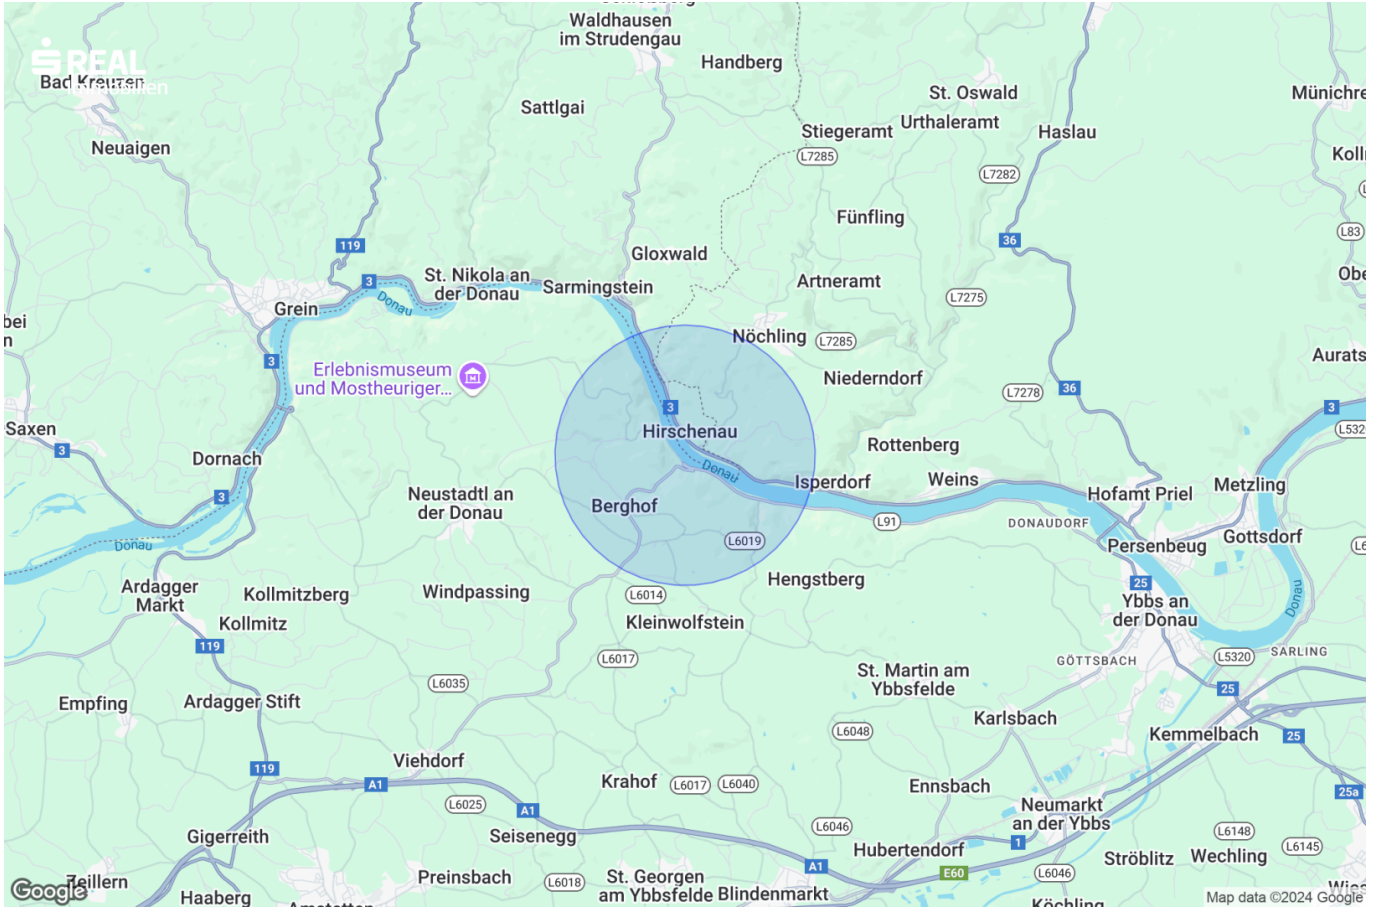 Waldhausen
im Strudengau
Handberg
REAL
Immobilien
Bad Kreuzen
St. Oswald
Münichre
Sattlgai
Stiegeramt
Urthaleramt
Haslau
Neuaigen
L7285
Koll
L7282
Fünfling
L83
119
36
Gloxwald
Obe
St. Nikola an
der Donau
3
Sarmingstein
Artneramt
L7275
Grein
Donau
bei
n
Nöchling
L7285
3
Aurats
Erlebnismuseum
und Mostheuriger...
Niederndorf
L7278
36
3
3
Saxen
3
Hirschenau
L532
Rottenberg
Dornach
Donau
Isperdorf
Weins
Metzling
3
Neustadtl an
der Donau
Berghof
Hofamt Priel
L91
DONAUDORF
Gottsdorf
Donau
L6019
Persenbeug
L6
Ardagger
Markt
Kollmitzberg
Windpassing
Hengstberg
25
Donau
L6014
Ybbs an
der Donau
Kollmitz
Kleinwolfstein
119
L6017
GÖTTSBACH
L5320
SARLING
St. Martin am
Ybbsfelde
L6035
25
Empfing
Ardagger Stift
Karlsbach
L6048
Kemmelbach
25
Viehdorf
119
A1
Krahof
L6017
L6040
Ennsbach
25a
L6025
A1
Neumarkt
an der Ybbs
L6046
L6148
Gigerreith
Seisenegg
1
L6145
Hubertendorf
Ströblitz
Wechling
A1
E60
L6046
Google
Zeillern
Preinsbach
L6018
St. Georgen
am Ybbsfelde
Blindenmarkt
Haaberg
Amstetten
Köchling
Map data ©2024 Google